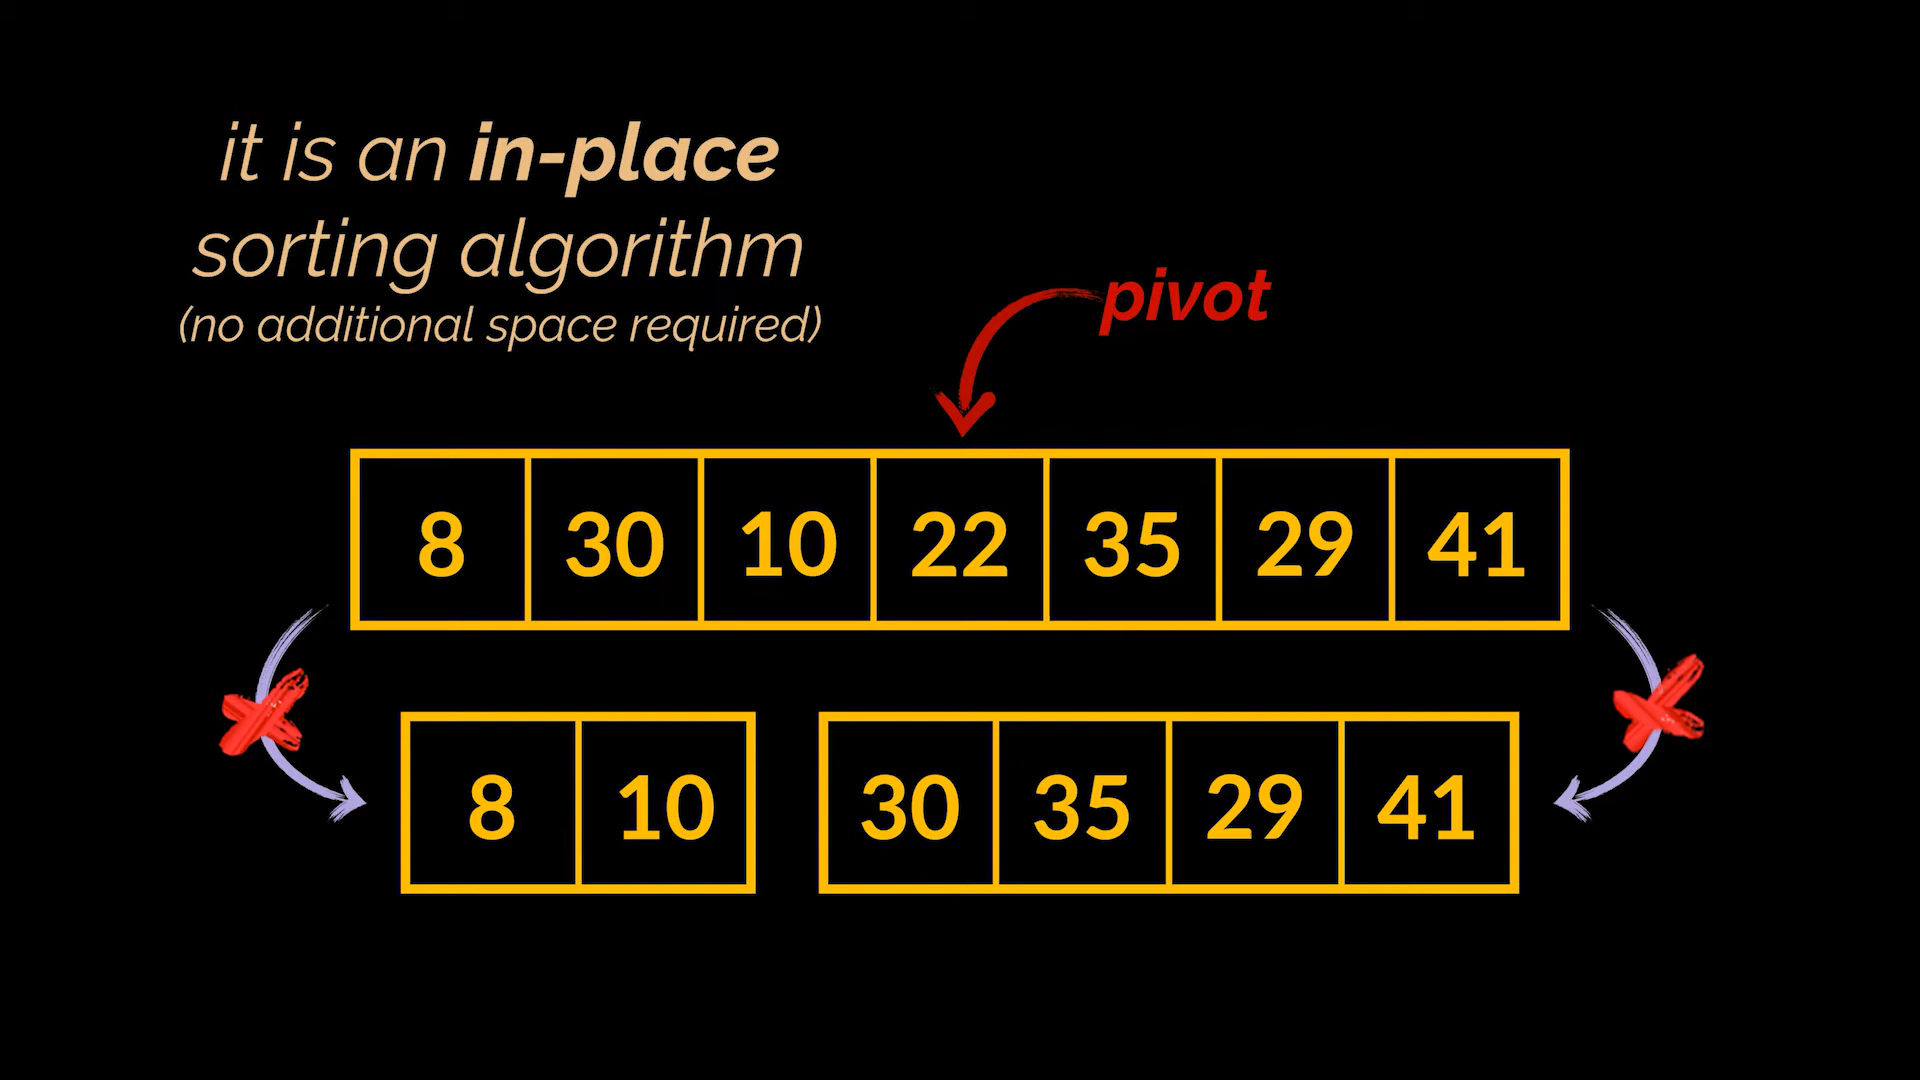 it is an in-place
sorting algorithm
(no additional space required)
pivot
8 30 10 22 35 29 41
8 10 30 35 29 41